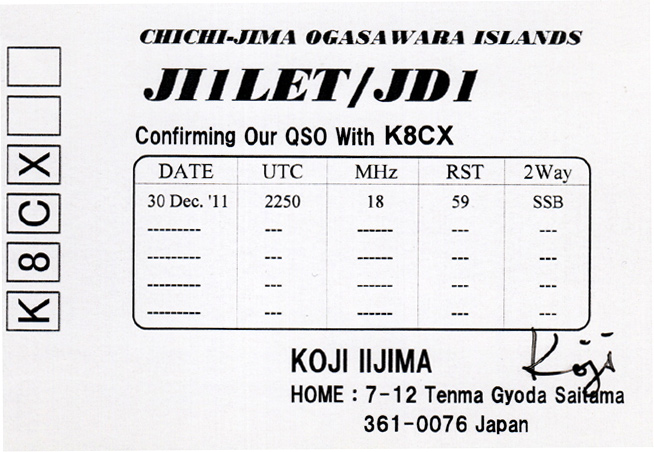 CHICHI-JIMA OGASAWARA ISLANDS
JI1LET/JD1
Confirming Our QSO With K8CX
DATE UTC MHz RST 2Way
30 Dec. '11 2250 18 59 SSB
--------- --- ------ --- ---
--------- --- ------ --- ---
--------- --- ------ --- ---
--------- --- ------ --- ---
K8CX
Koji
KOJI IIJIMA
HOME : 7-12 Tenma Gyoda Saitama
361-0076 Japan